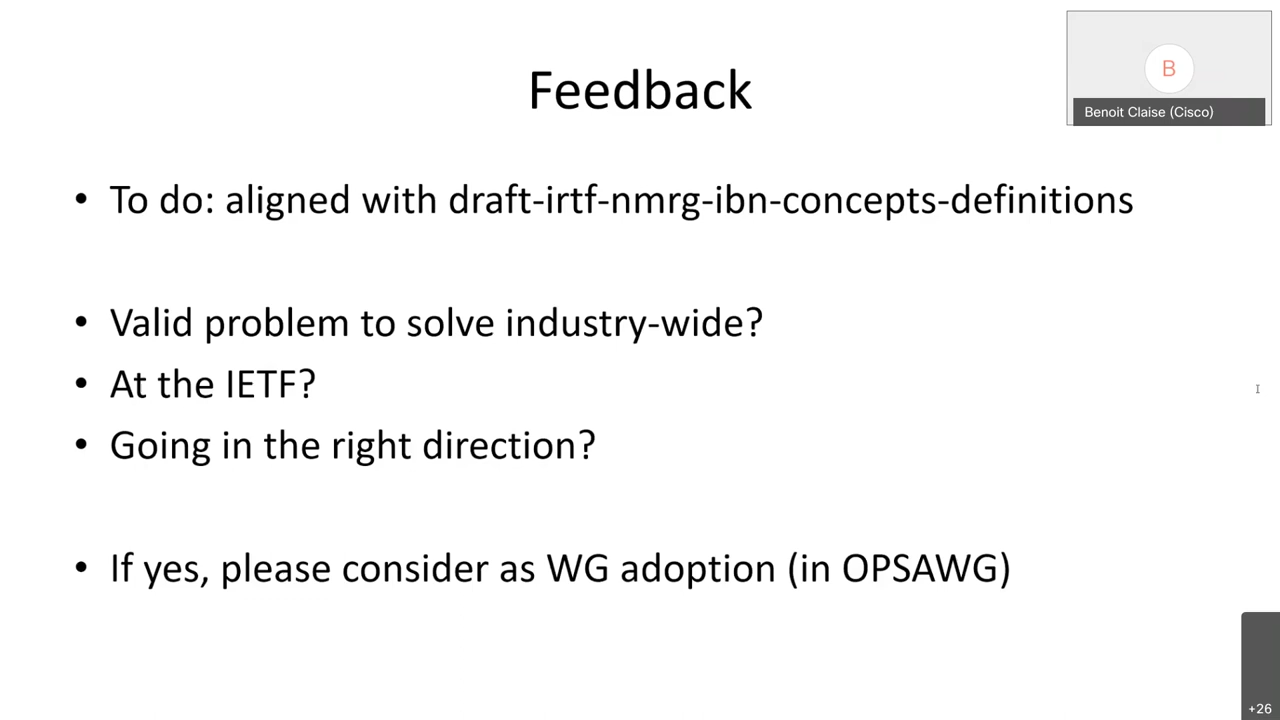 Feedback
B
Benoit Claise (Cisco)
• To do: aligned with draft-irtf-nmrg-ibn-concepts-definitions
• Valid problem to solve industry-wide?
• At the IETF?
• Going in the right direction?
• If yes, please consider as WG adoption (in OPSAWG)
+26